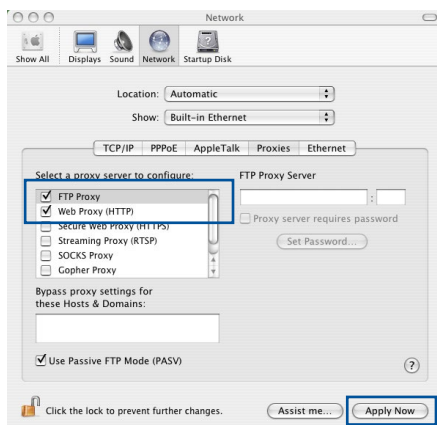 Network
Show All Displays Sound Network Startup Disk
Location: Automatic
Show: Built-in Ethernet
TCP/IP PPPoE AppleTalk Proxies Ethernet
Select a proxy server to configure: FTP Proxy Server
FTP Proxy
:
Web Proxy (HTTP)
Proxy server requires password
Secure Web Proxy (HTTPS)
Streaming Proxy (RTSP) Set Password...
SOCKS Proxy
Gopher Proxy
Bypass proxy settings for
these Hosts & Domains:
Use Passive FTP Mode (PASV) ?
Click the lock to prevent further changes. Assist me... Apply Now